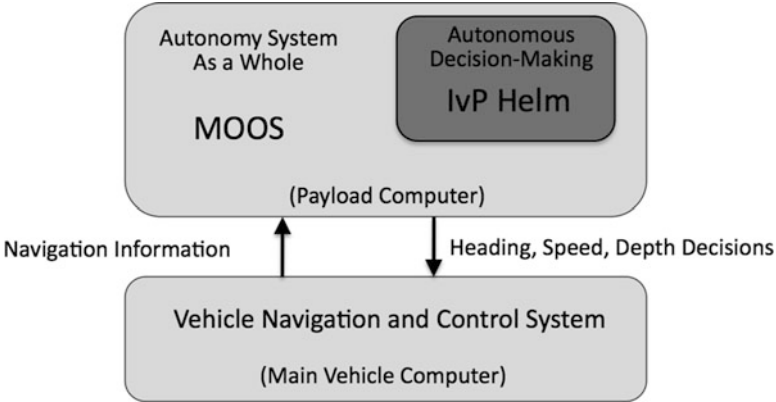 Autonomy System
As a Whole
MOOS
Autonomous
Decision-Making
IvP Helm
(Payload Computer)
Navigation Information
Heading, Speed, Depth Decisions
Vehicle Navigation and Control System
(Main Vehicle Computer)